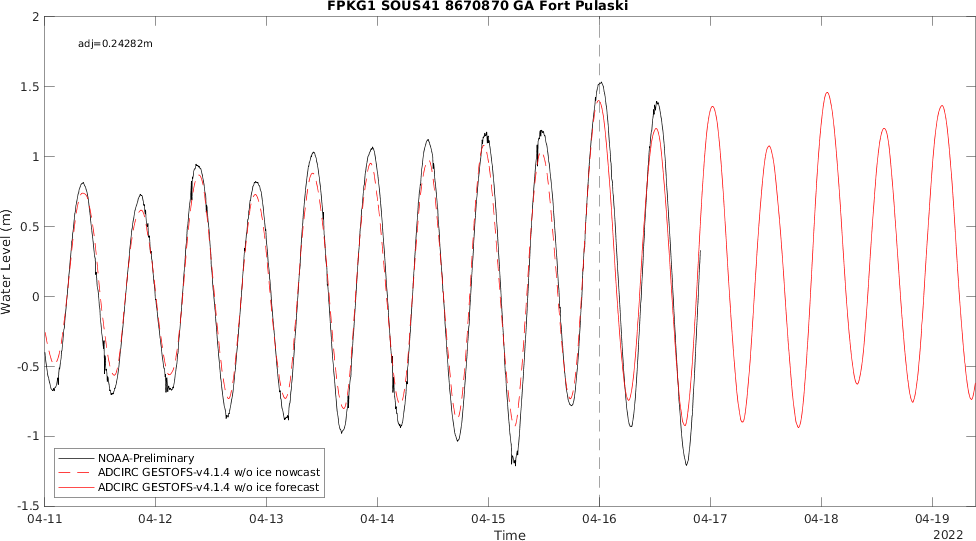 FPKG1 SOUS41 8670870 GA Fort Pulaski
adj=0.24282m
Water Level (m)
2
1.5
1
0.5
0
-0.5
-1
-1.5
NOAA-Preliminary
ADCIRC GESTOFS-v4.1.4 w/o ice nowcast
ADCIRC GESTOFS-v4.1.4 w/o ice forecast
04-11 04-12 04-13 04-14 04-15 04-16 04-17 04-18 04-19
Time
2022